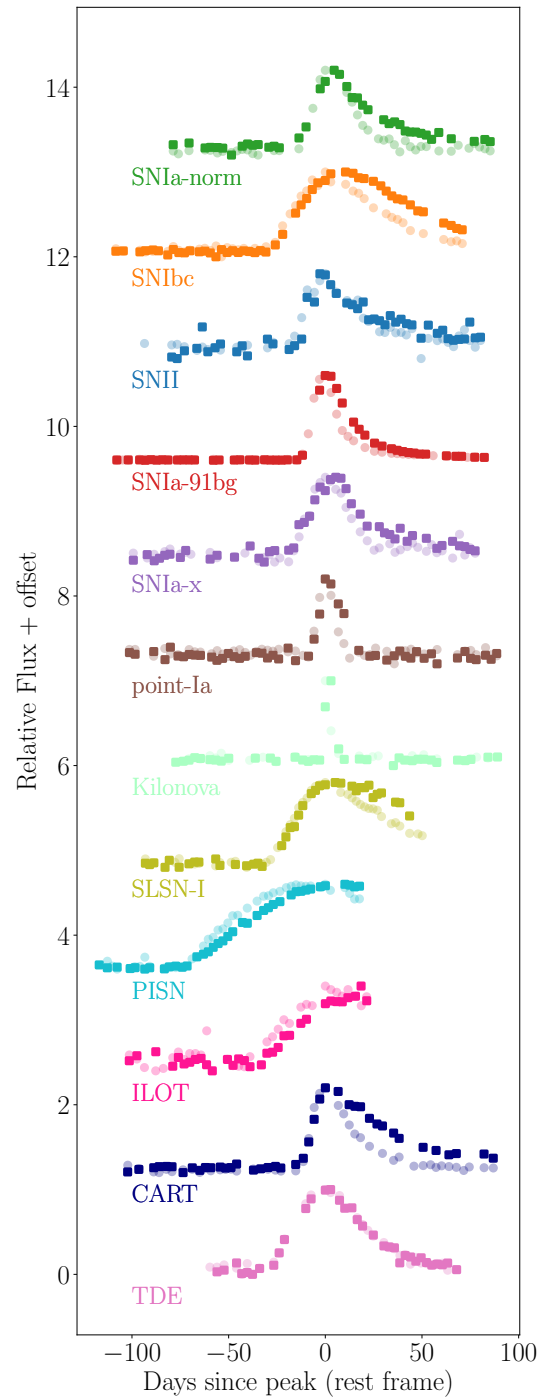 14
SNIa-norm
12
SNIbc
SNII
10
SNIa-91bg
SNIa-x
8
point-Ia
Kilonova
6
SLSN-I
4
PISN
ILOT
2
CART
0
TDE
Relative Flux + offset
−100 −50 0 50 100
Days since peak (rest frame)